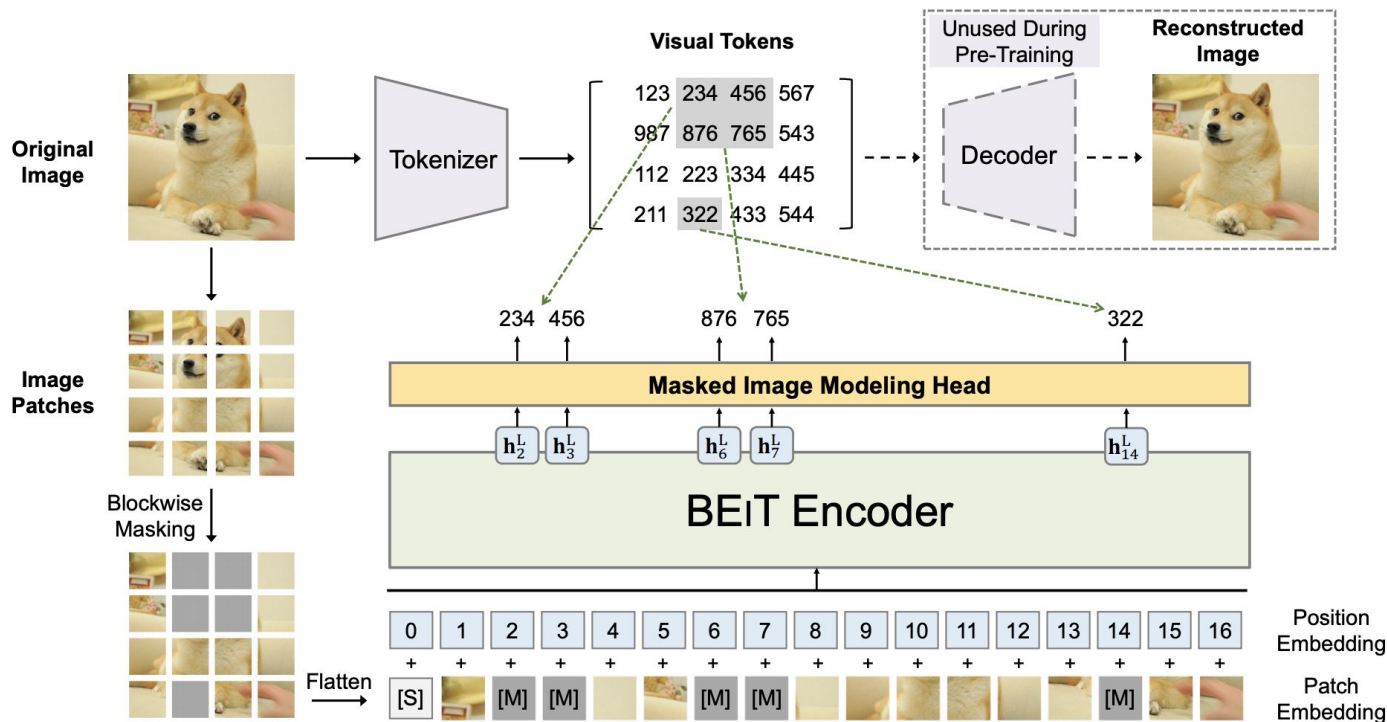 Visual Tokens
Unused During
Pre-Training
Reconstructed
Image
Original
Image
Tokenizer
123 234 456 567
987 876 765 543
112 223 334 445
211 322 433 544
Decoder
234 456 876 765 322
Image
Patches
Masked Image Modeling Head
h₂ᴸ h₃ᴸ h₆ᴸ h₇ᴸ h₁₄ᴸ
Blockwise
Masking
BEIT Encoder
0 1 2 3 4 5 6 7 8 9 10 11 12 13 14 15 16
Position
Embedding
+ + + + + + + + + + + + + + + + +
Flatten
[S] [M] [M] [M] [M] [M]
Patch
Embedding